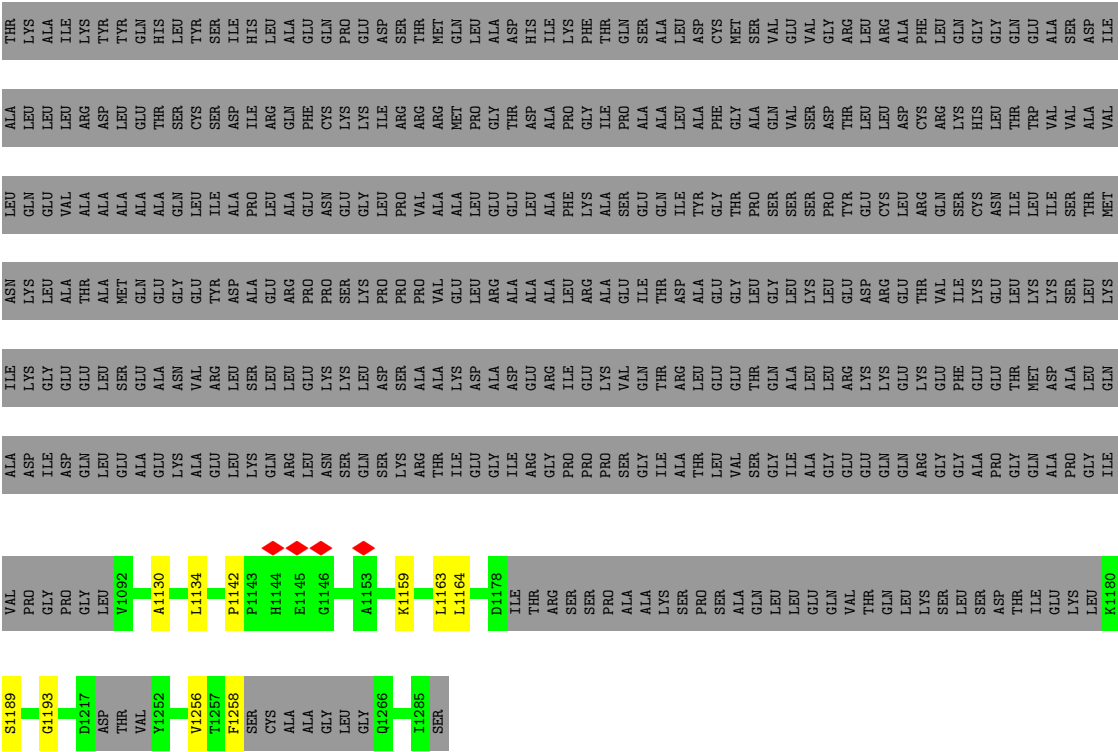 THR LYS ALA ILE LYS TYR TYR GLN HIS LEU TYR SER ILE HIS LEU ALA GLU GLN PRO GLU ASP SER THR MET GLN LEU ALA ASP HIS ILE LYS PHE THR GLN SER ALA LEU ASP CYS MET SER VAL GLU VAL GLY ARG LEU ARG ALA PHE LEU GLN GLY GLY GLN GLU ALA SER ASP ILE
ALA LEU LEU LEU ARG ASP LEU GLU THR SER CYS SER ASP ILE ARG GLN PHE CYS LYS LYS ILE ARG ARG ARG MET PRO GLY THR ASP ALA PRO GLY ILE PRO ALA ALA LEU ALA PHE GLY ALA GLN VAL SER ASP THR LEU LEU ASP CYS ARG LYS HIS LEU THR TRP VAL VAL ALA VAL
LEU GLN GLU VAL ALA ALA ALA ALA ALA GLN LEU ILE ALA PRO LEU ALA GLU ASN GLU GLY LEU PRO VAL ALA ALA LEU GLU GLU LEU ALA PHE LYS ALA SER GLU GLN ILE TYR GLY THR PRO SER SER SER PRO TYR GLU CYS LEU ARG GLN SER CYS ASN ILE LEU ILE SER THR MET
ASN LYS LEU ALA THR ALA MET GLN GLU GLY GLU TYR ASP ALA GLU ARG PRO PRO SER LYS PRO PRO PRO VAL GLU LEU ARG ALA ALA ALA LEU ARG ALA GLU ILE THR ASP ALA GLU GLY LEU GLY LEU LYS LEU GLU ASP ARG GLU THR VAL ILE LYS GLU LEU LYS LYS SER LEU LYS
ILE LYS GLY GLU GLU LEU SER GLU ALA ASN VAL ARG LEU SER LEU LEU GLU LYS LYS LEU ASP SER ALA ALA LYS ASP ALA ASP GLU ARG ILE GLU LYS VAL GLN THR ARG LEU GLU GLU THR GLN ALA LEU LEU ARG LYS LYS GLU LYS GLU PHE GLU GLU THR MET ASP ALA LEU GLN
ALA ASP ILE ASP GLN LEU GLU ALA GLU LYS ALA GLU LEU LYS GLN ARG LEU ASN SER GLN SER LYS ARG THR ILE GLU GLY ILE ARG GLY PRO PRO PRO SER GLY ILE ALA THR LEU VAL SER GLY ILE ALA GLY GLU GLU GLN GLN ARG GLY GLY ALA PRO GLY GLN ALA PRO GLY ILE
VAL PRO GLY PRO GLY LEU V1092 A1130 L1134 P1142 P1143 H1144 E1145 G1146 A1153 K1159 L1163 L1164 D1178 ILE THR ARG SER SER PRO ALA ALA LYS SER PRO SER ALA GLN LEU LEU GLU GLN VAL THR GLN LEU LYS SER LEU SER ASP THR ILE GLU LYS LEU K1180
S1189 G1193 D1217 ASP THR VAL Y1252 V1256 T1257 F1258 SER CYS ALA ALA GLY LEU GLY Q1266 I1285 SER